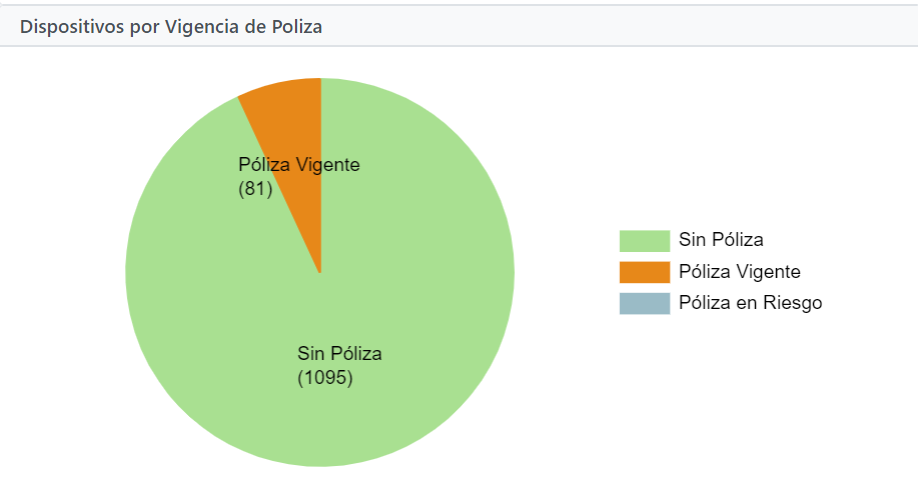 Dispositivos por Vigencia de Poliza
Póliza Vigente
(81)
Sin Póliza
(1095)
Sin Póliza
Póliza Vigente
Póliza en Riesgo